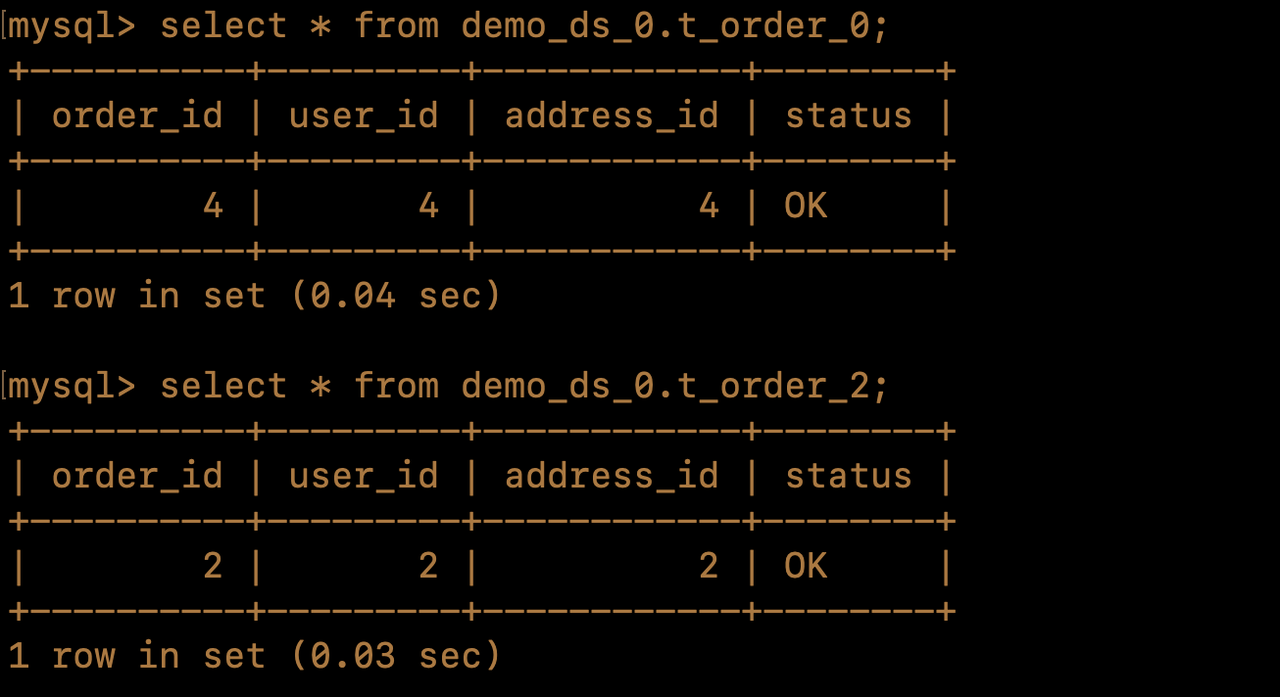 [mysql> select * from demo_ds_0.t_order_0;
+----------+---------+------------+--------+
| order_id | user_id | address_id | status |
+----------+---------+------------+--------+
|        4 |       4 |          4 | OK     |
+----------+---------+------------+--------+
1 row in set (0.04 sec)
[mysql> select * from demo_ds_0.t_order_2;
+----------+---------+------------+--------+
| order_id | user_id | address_id | status |
+----------+---------+------------+--------+
|        2 |       2 |          2 | OK     |
+----------+---------+------------+--------+
1 row in set (0.03 sec)